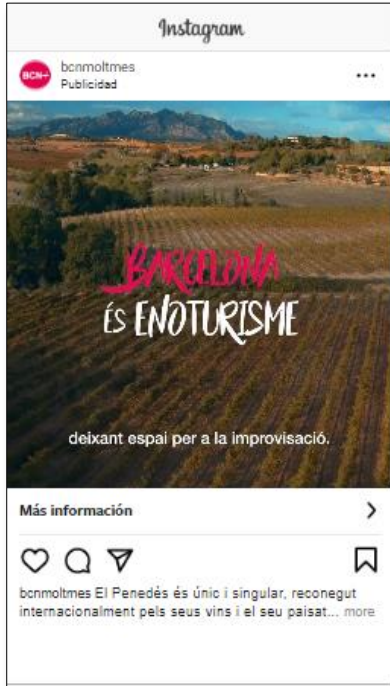 Instagram
BCN+
bcnmoltmes
Publicidad
BARCELONA
ÉS ENOTURISME
deixant espai per a la improvisació.
Más información
bcnmoltmes El Penedès és únic i singular, reconegut
internacionalment pels seus vins i el seu paisat... more